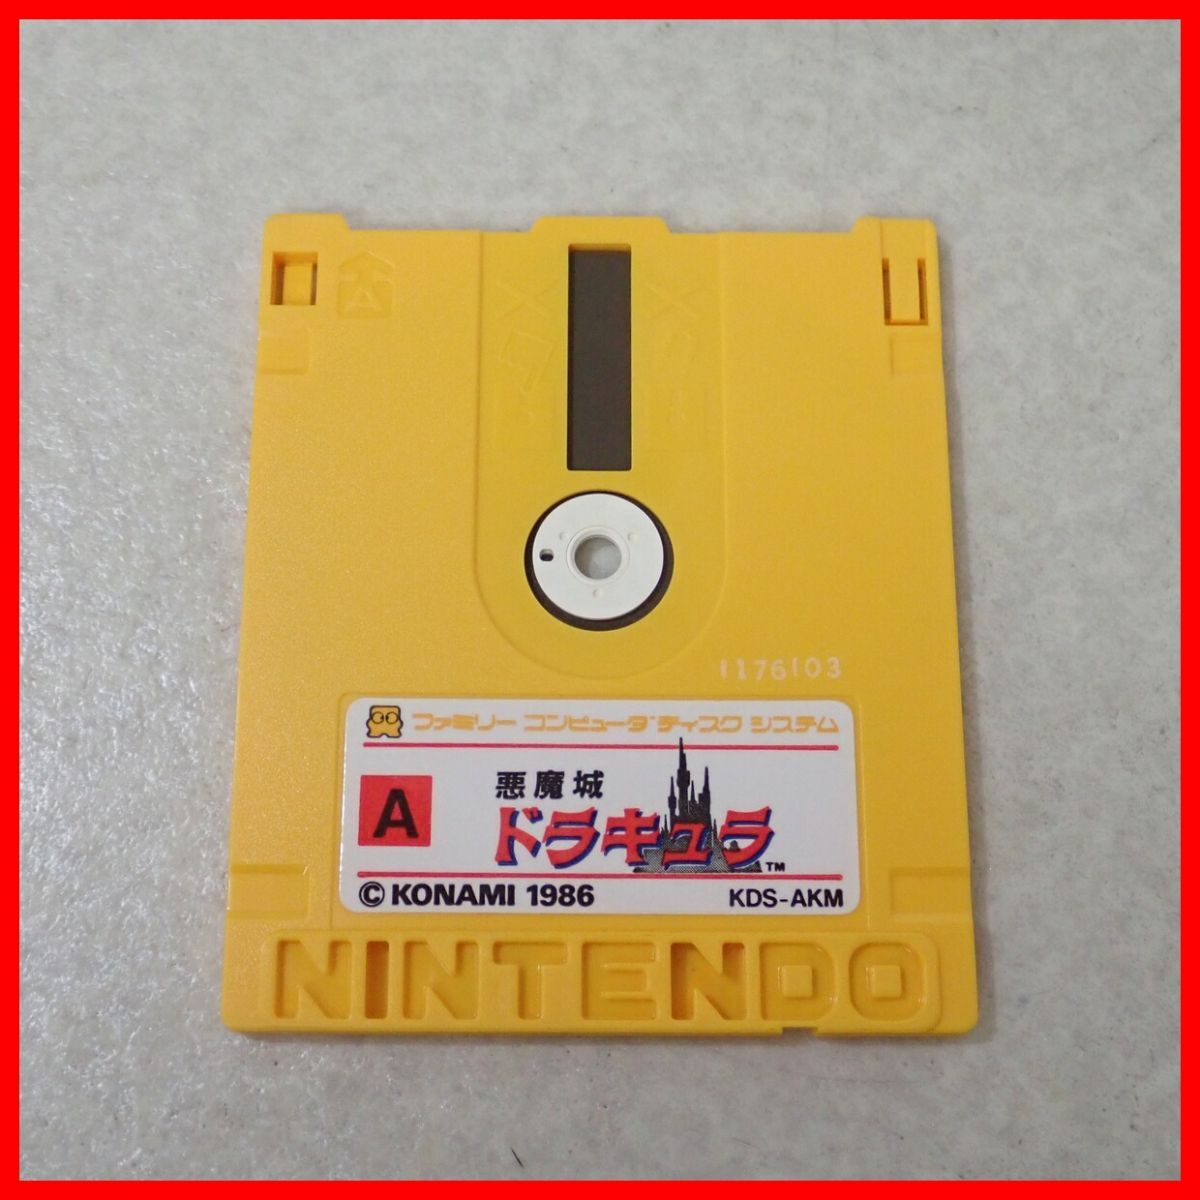 A
11761103
ファミリー コンピュータ ディスク システム
A
悪魔城
ドラキュラ TM
© KONAMI 1986
KDS-AKM
NINTENDO